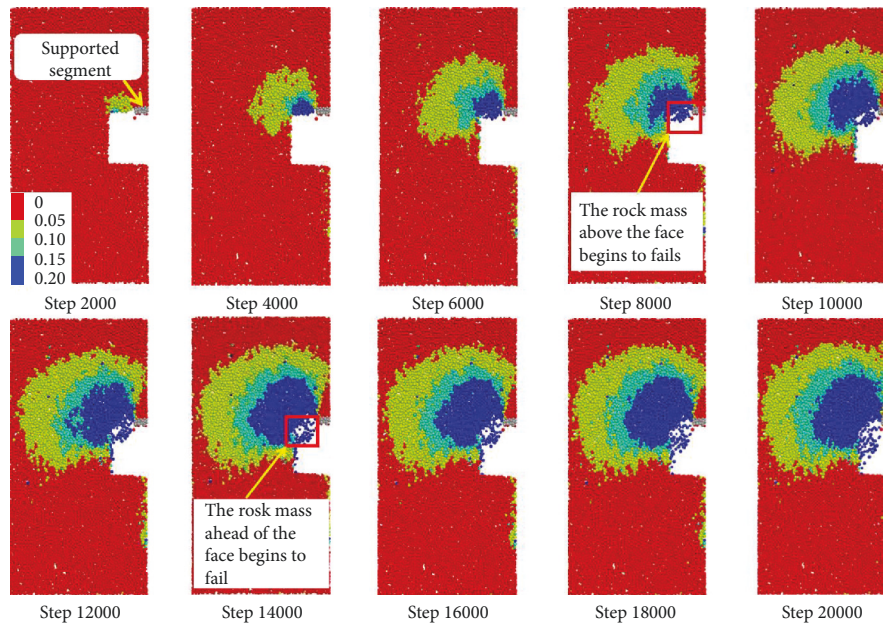 Supported
segment
0
0.05
0.10
0.15
0.20
The rock mass
above the face
begins to fails
Step 2000
Step 4000
Step 6000
Step 8000
Step 10000
The rosk mass
ahead of the
face begins to
fail
Step 12000
Step 14000
Step 16000
Step 18000
Step 20000